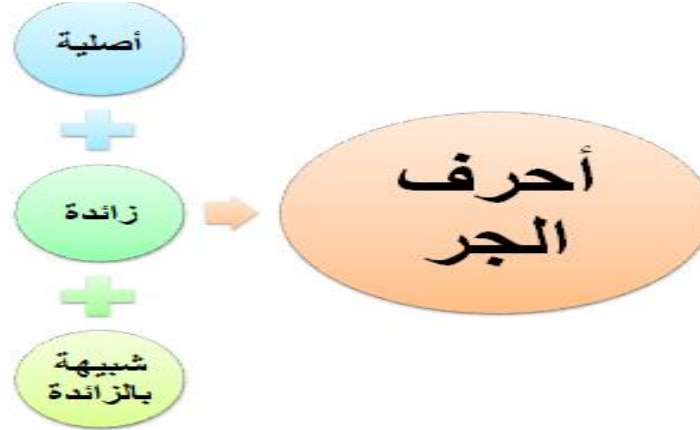 أصلية
زائدة
شبيهة
بالزائدة
أحرف
الجر